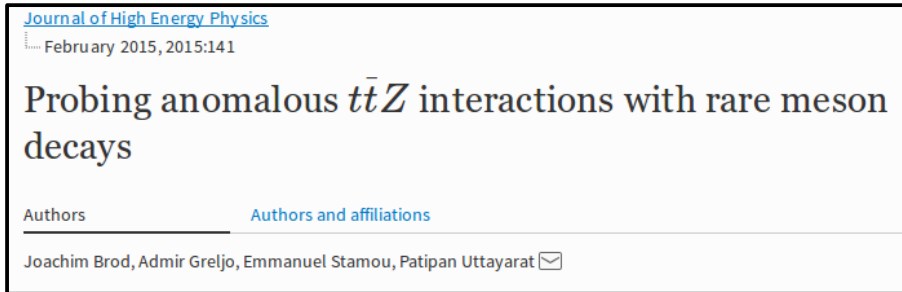 Journal of High Energy Physics
February 2015, 2015:141
Probing anomalous tt̄Z interactions with rare meson
decays
Authors
Authors and affiliations
Joachim Brod, Admir Greljo, Emmanuel Stamou, Patipan Uttayarat